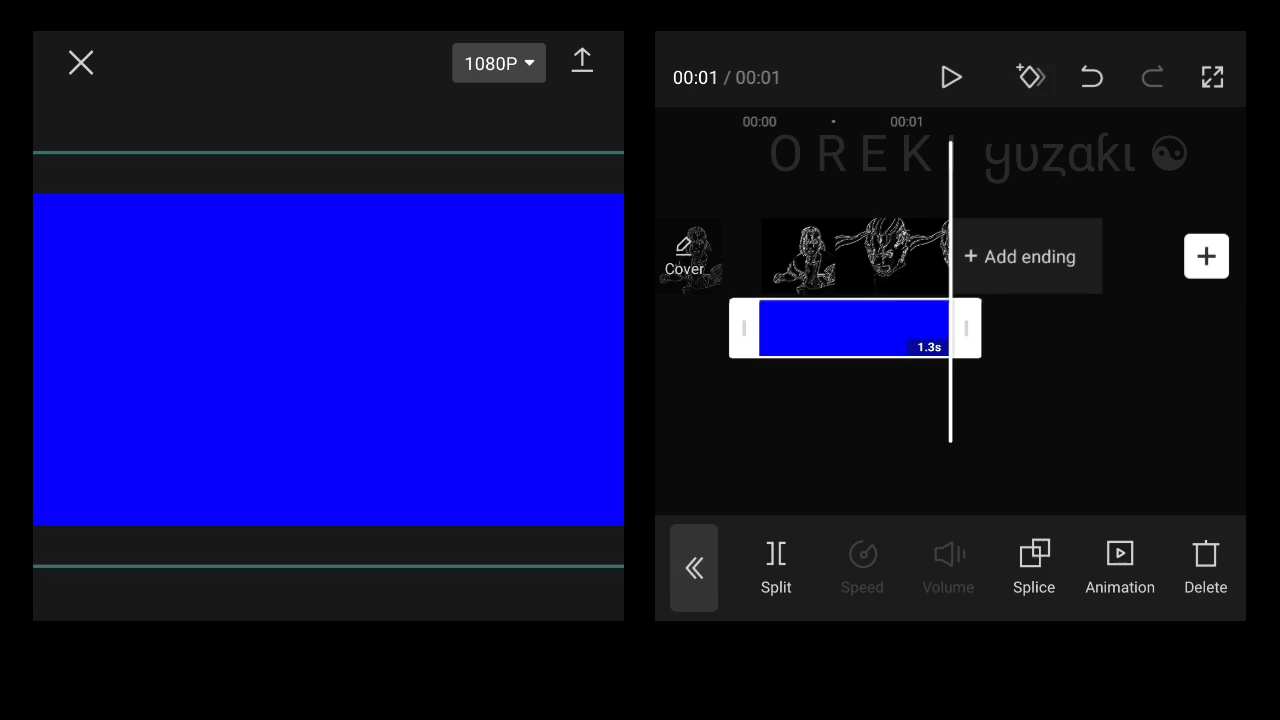 1080P
00:01 / 00:01
00:00
00:01
OREKI yuzaki
Cover
+ Add ending
1.3s
Split
Speed
Volume
Splice
Animation
Delete